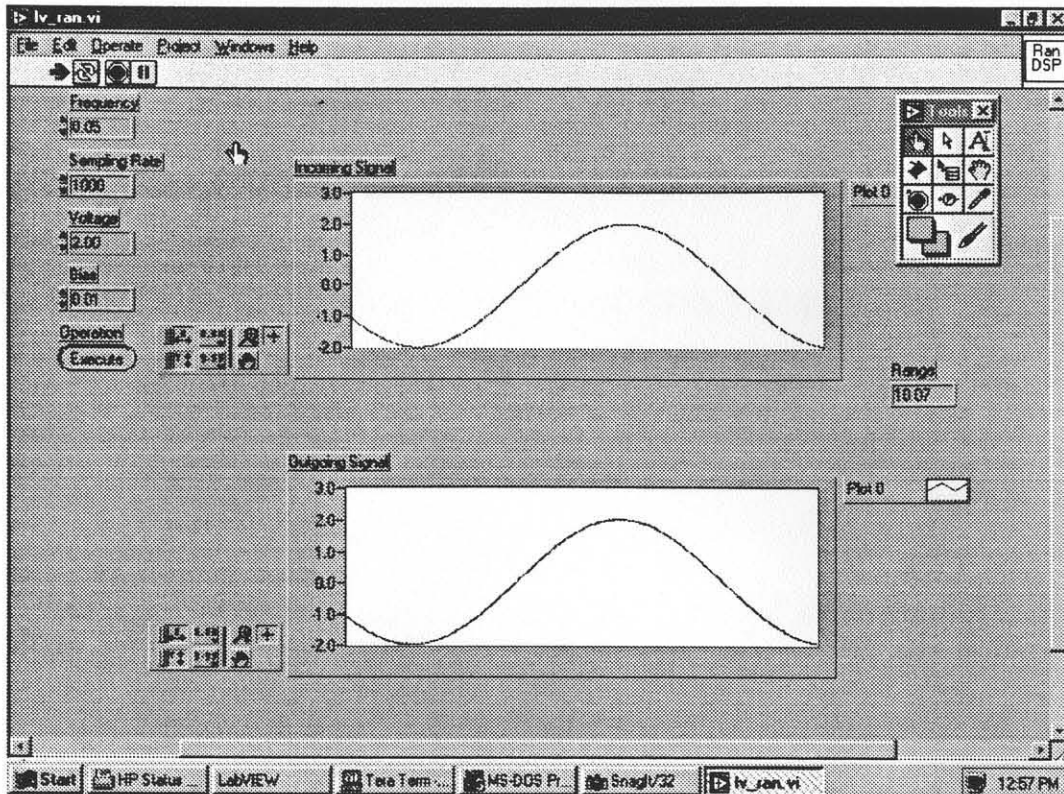 lv_ran.vi
File Edit Operate Project Windows Help
Ran
DSP
Frequency
0.05
Sampling Rate
1000
Voltage
2.00
Bias
0.01
Operation
Execute
Tools
Incoming Signal
Plot 0
3.0
2.0
1.0
0.0
-1.0
-2.0
Range
10.07
Outgoing Signal
Plot 0
3.0
2.0
1.0
0.0
-1.0
-2.0
Start HP Status ... LabVIEW Tera Term -... MS-DOS Pr... SnagIt/32 lv_ran.vi 12:57 PM